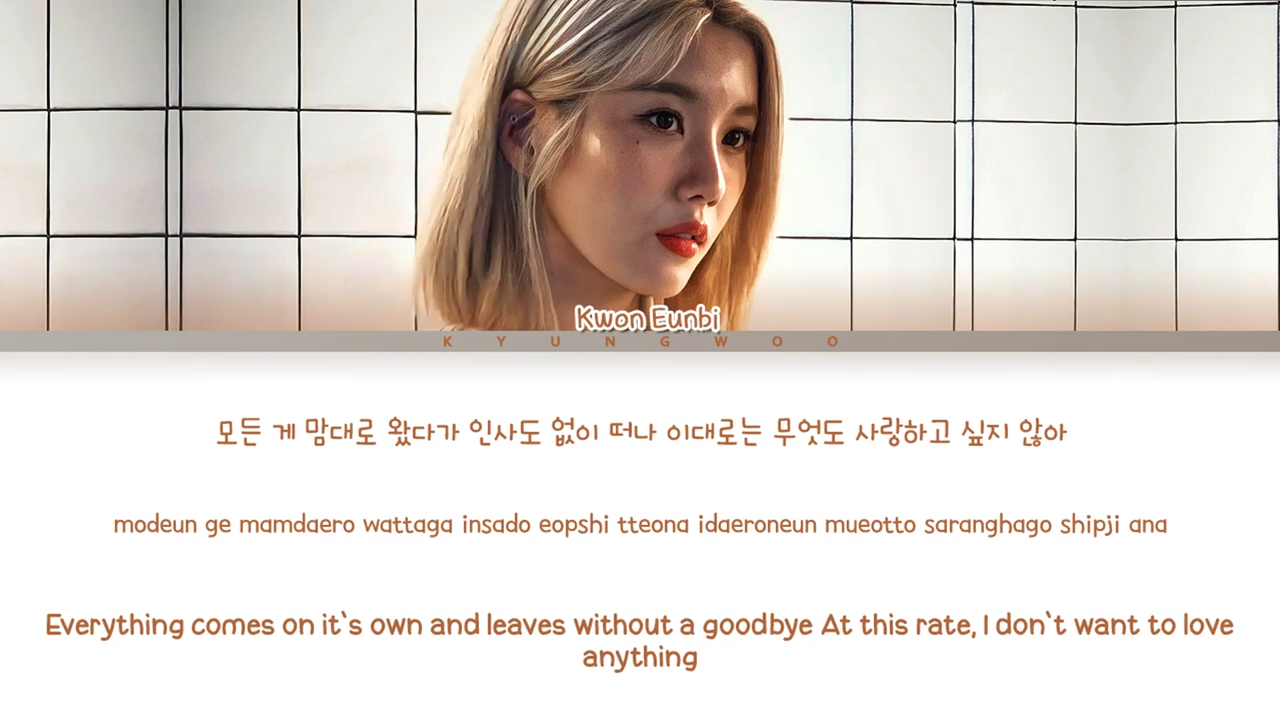 Kwon Eunbi
K Y U N G W O O
모든 게 맘대로 왔다가 인사도 없이 떠나 이대로는 무엇도 사랑하고 싶지 않아
modeun ge mamdaero wattaga insado eopshi tteona idaeroneun mueotto saranghago shipji ana
Everything comes on it`s own and leaves without a goodbye At this rate, I don`t want to love
anything